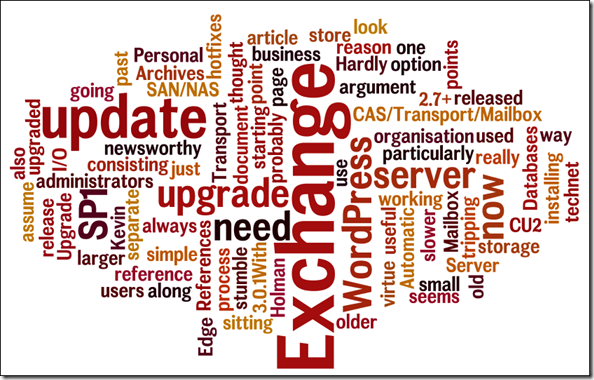 look
article
store
reason
one
Personal
hotfixes
business
Hardly
option
points
past
Archives
thought
page
argument
going
SAN/NAS
document
starting
point
probably
2.7+
released
update
Transport
Exchange
CAS/Transport/Mailbox
also
upgraded
I/O
newsworthy
organisation
used
way
consisting
just
use
WordPress
particularly
really
Databases
installing
technet
administrators
upgrade
server
now
assume
release
Upgrade
SP1
Kevin
separate
always
need
working
virtue
useful
Automatic
slower
Mailbox
tripping
CU2
larger
simple
References
process
stumble
3.0.1
With
Holman
storage
reference
Server
users
along
small
old
seems
Edge
sitting
older